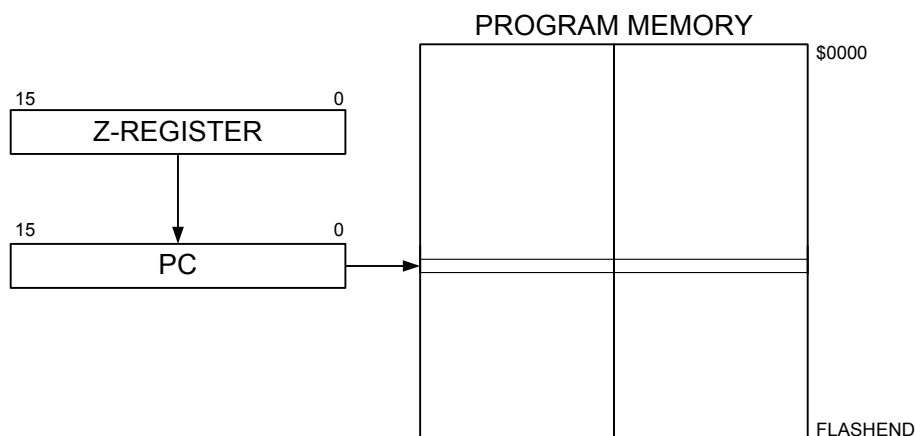 PROGRAM MEMORY
$0000
15 0
Z-REGISTER
15 0
PC
FLASHEND